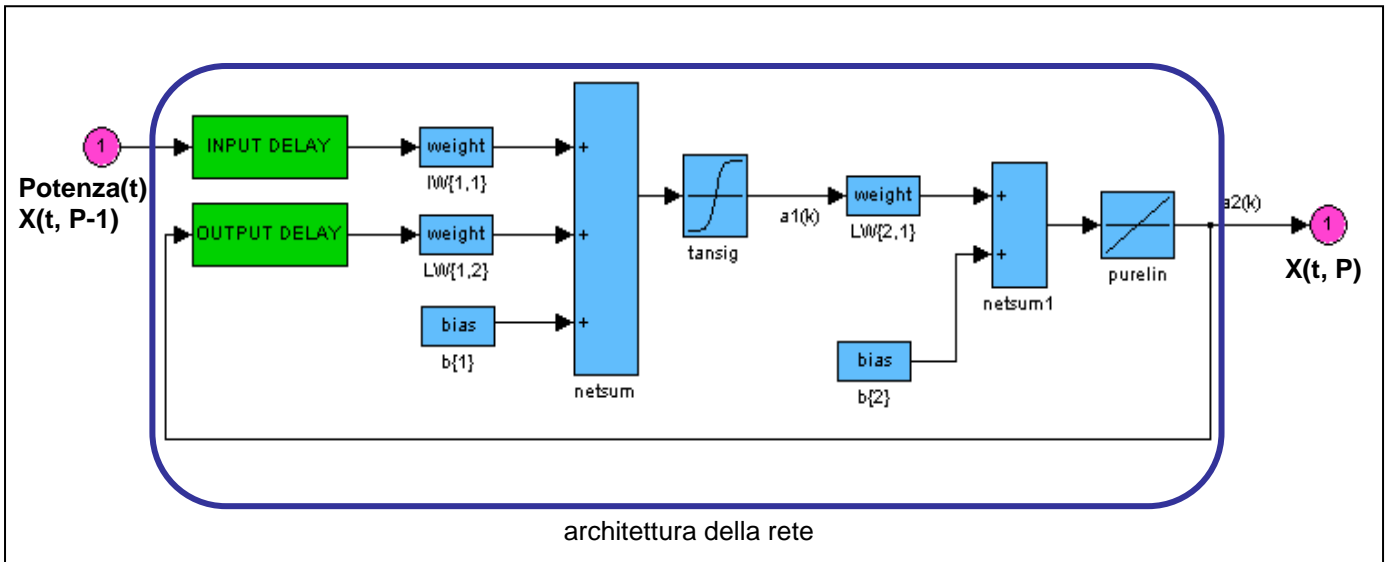 1
Potenza(t)
X(t, P-1)
INPUT DELAY
OUTPUT DELAY
weight
IW{1,1}
weight
LW{1,2}
bias
b{1}
+
+
+
netsum
tansig
a1(k)
weight
LW{2,1}
bias
b{2}
+
+
netsum1
purelin
a2(k)
1
X(t, P)
architettura della rete